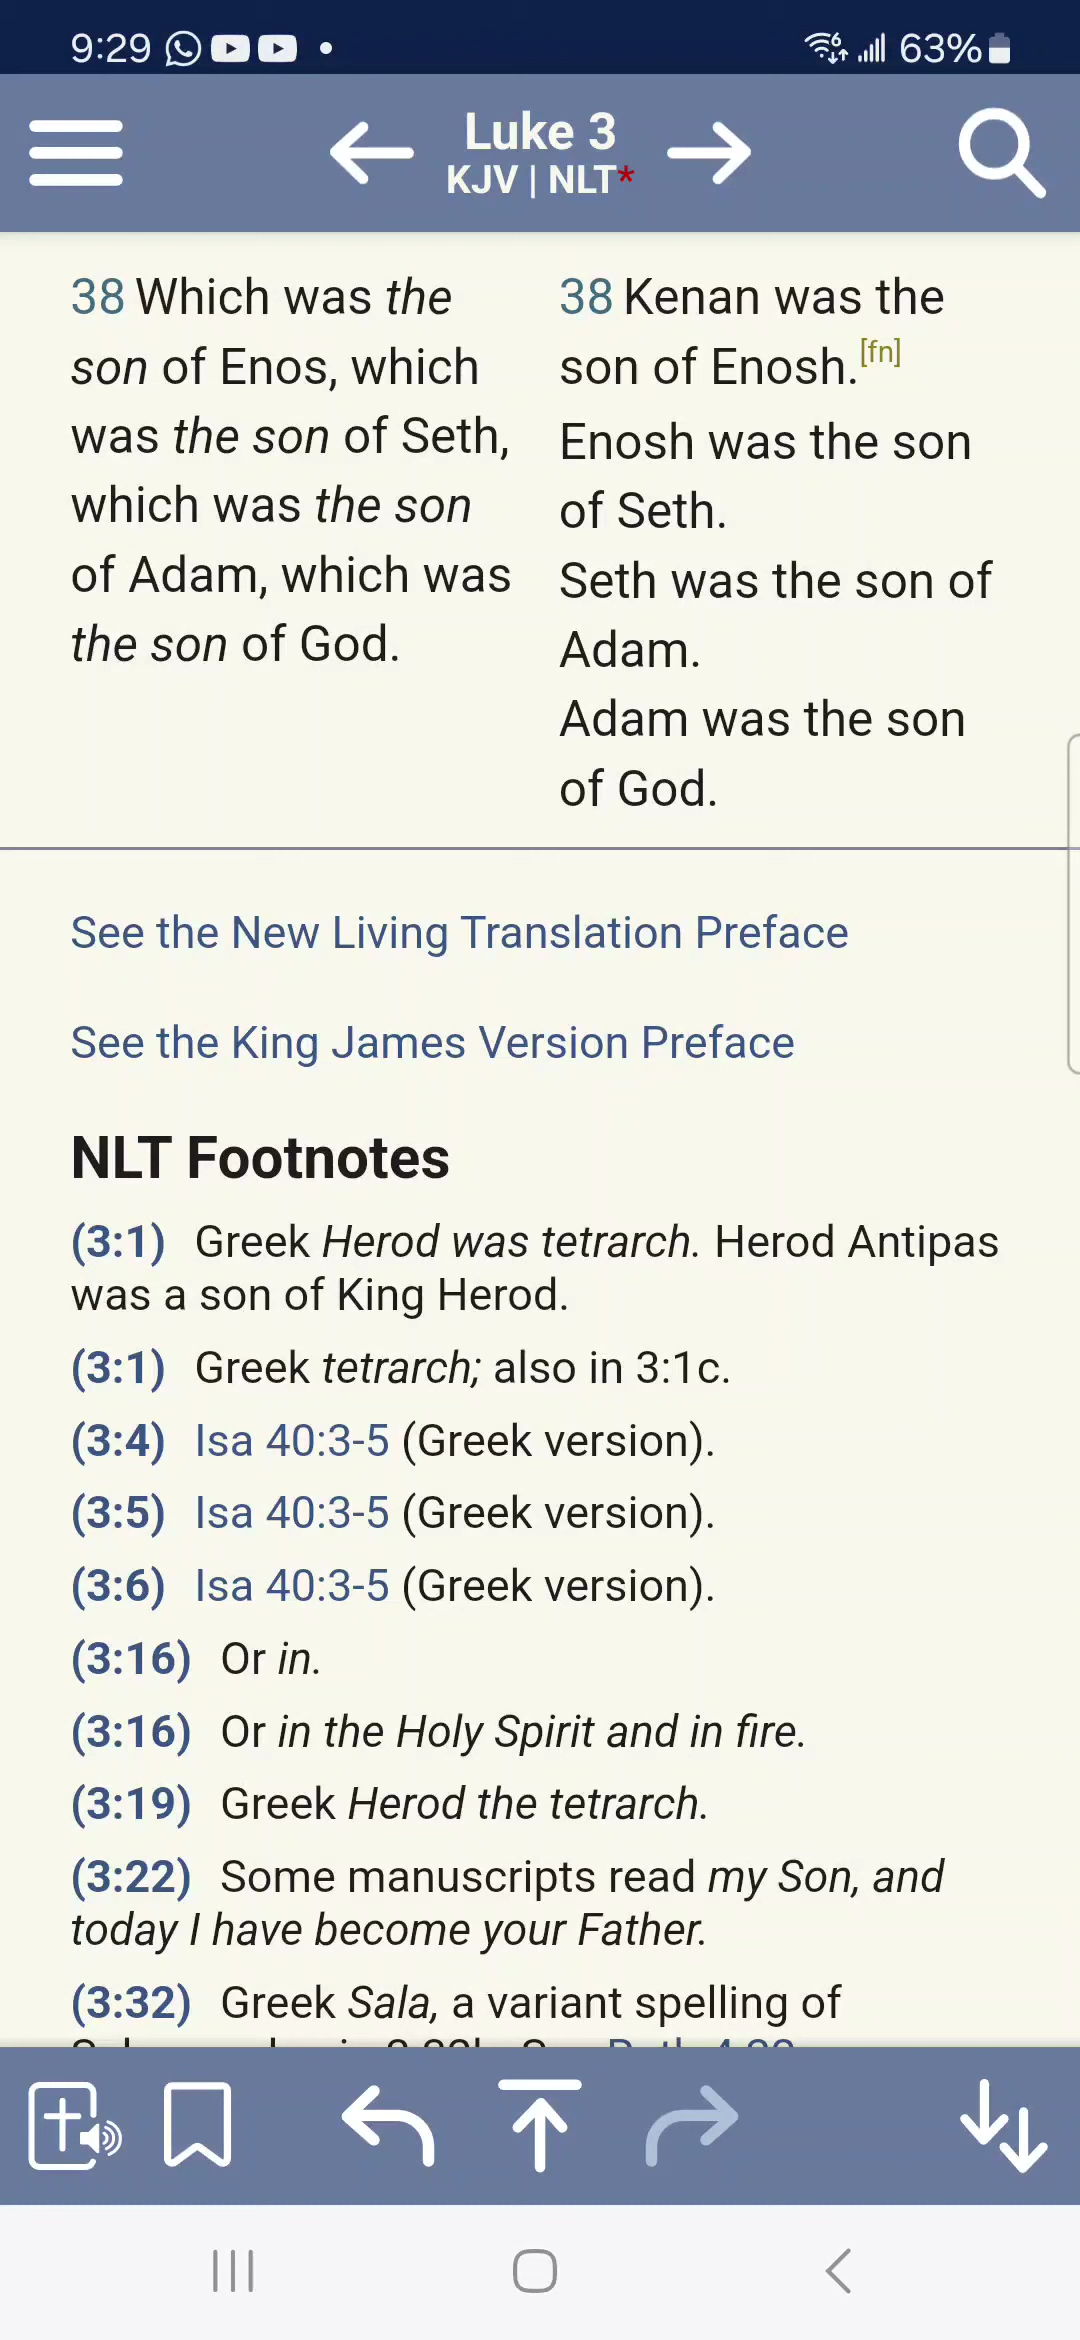 9:29
63%
Luke 3
KJV | NLT*
38 Which was the
son of Enos, which
was the son of Seth,
which was the son
of Adam, which was
the son of God.
38 Kenan was the
son of Enosh.[fn]
Enosh was the son
of Seth.
Seth was the son of
Adam.
Adam was the son
of God.
See the New Living Translation Preface
See the King James Version Preface
NLT Footnotes
(3:1) Greek Herod was tetrarch. Herod Antipas
was a son of King Herod.
(3:1) Greek tetrarch; also in 3:1c.
(3:4) Isa 40:3-5 (Greek version).
(3:5) Isa 40:3-5 (Greek version).
(3:6) Isa 40:3-5 (Greek version).
(3:16) Or in.
(3:16) Or in the Holy Spirit and in fire.
(3:19) Greek Herod the tetrarch.
(3:22) Some manuscripts read my Son, and
today I have become your Father.
(3:32) Greek Sala, a variant spelling of